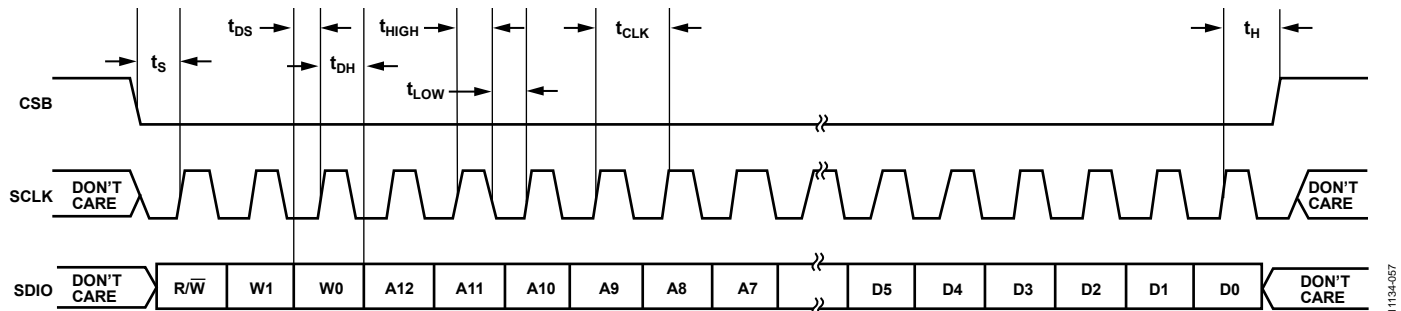 tDS tHIGH tCLK tH
tS tDH
tLOW
CSB
SCLK DON'T CARE DON'T CARE
SDIO DON'T CARE R/W̅ W1 W0 A12 A11 A10 A9 A8 A7 D5 D4 D3 D2 D1 D0 DON'T CARE
11134-057